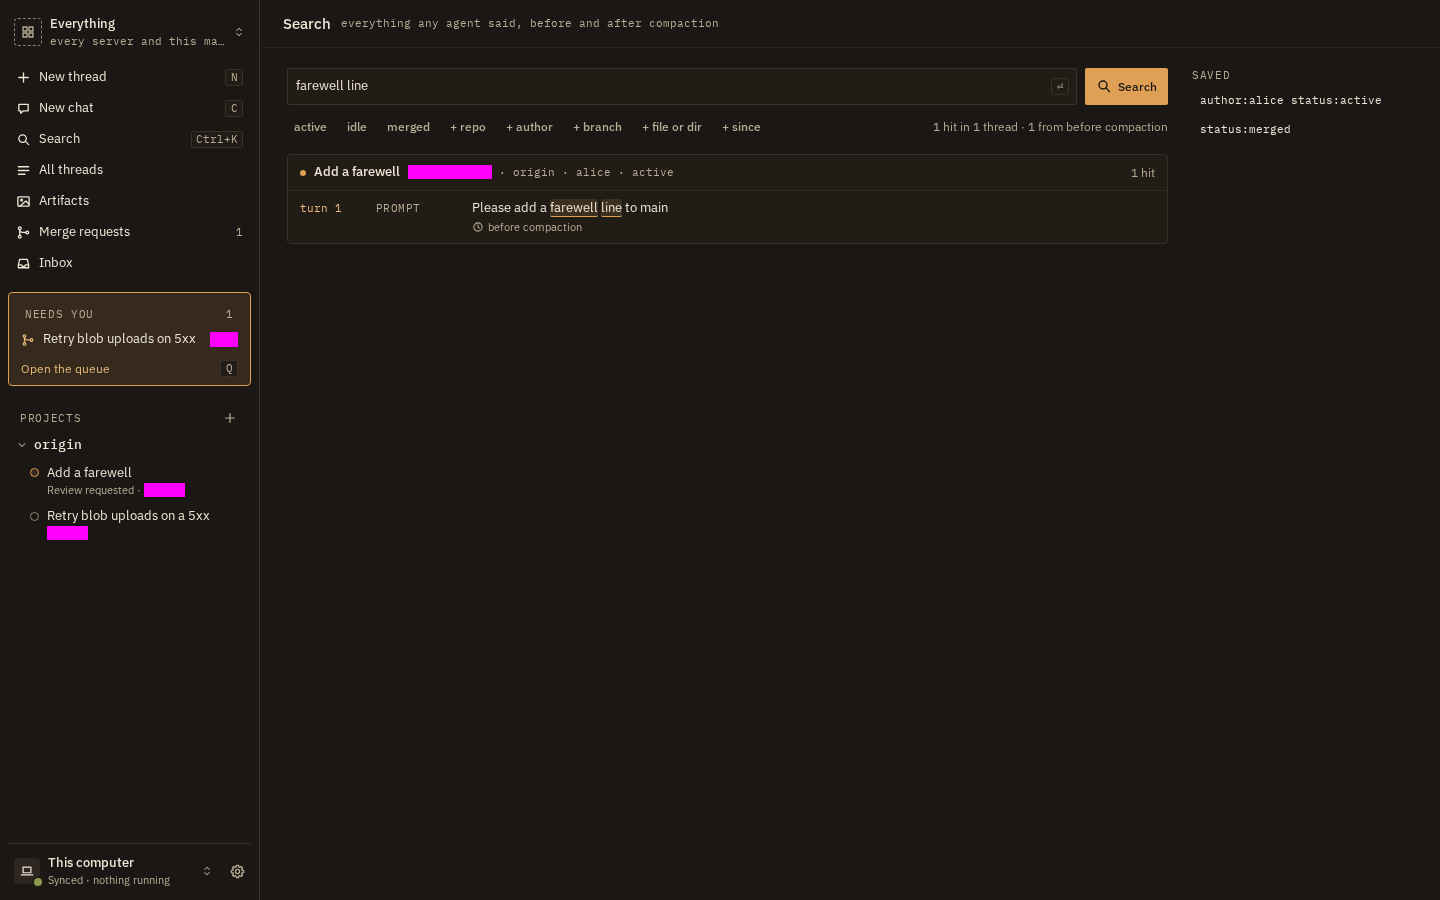 Everything
every server and this ma…
New thread N
New chat C
Search Ctrl+K
All threads
Artifacts
Merge requests 1
Inbox
NEEDS YOU 1
Retry blob uploads on 5xx
Open the queue Q
PROJECTS
origin
Add a farewell
Review requested ·
Retry blob uploads on a 5xx
This computer
Synced · nothing running
Search everything any agent said, before and after compaction
farewell line
Search
active idle merged + repo + author + branch + file or dir + since 1 hit in 1 thread · 1 from before compaction
Add a farewell · origin · alice · active 1 hit
turn 1 PROMPT Please add a farewell line to main
before compaction
SAVED
author:alice status:active
status:merged